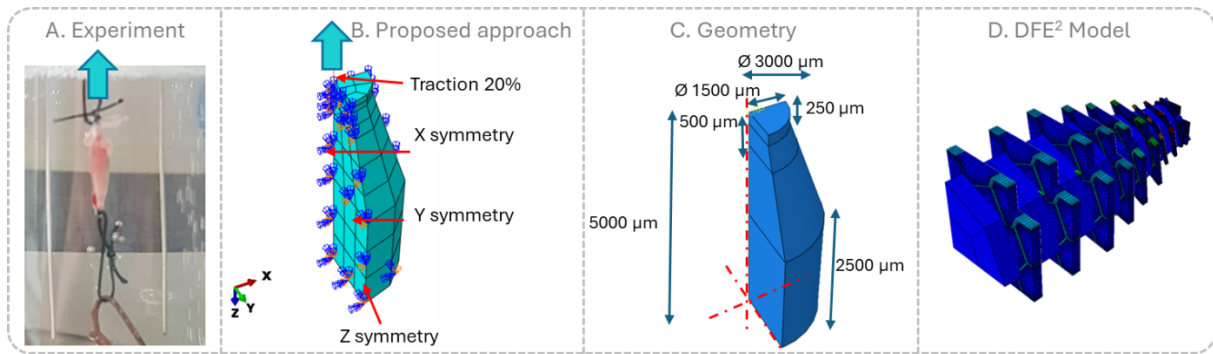 A. Experiment
B. Proposed approach
Traction 20%
X symmetry
Y symmetry
Z symmetry
X
Y
Z
C. Geometry
Ø 3000 µm
Ø 1500 µm
250 µm
500 µm
5000 µm
2500 µm
D. DFE² Model